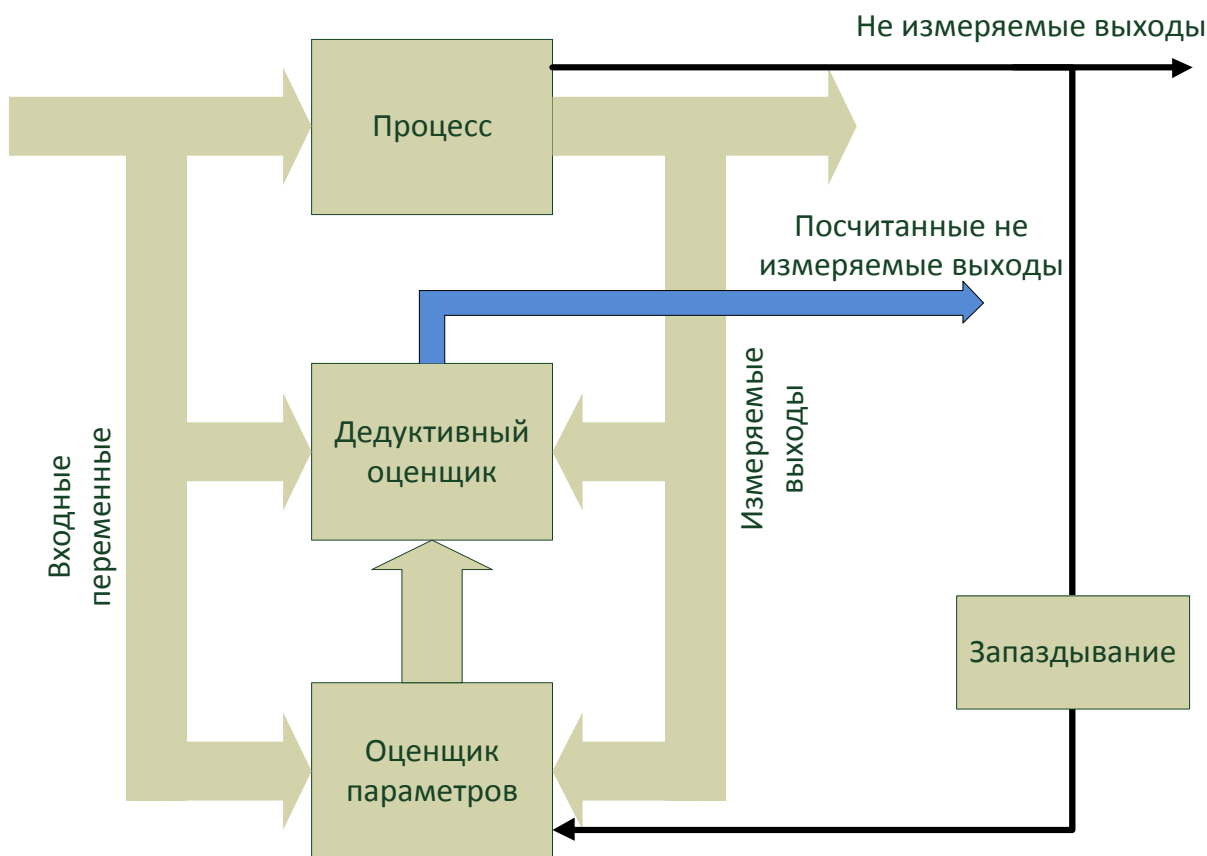 Не измеряемые выходы
Процесс
Посчитанные не
измеряемые выходы
Дедуктивный
оценщик
Входные
переменные
Измеряемые
выходы
Запаздывание
Оценщик
параметров